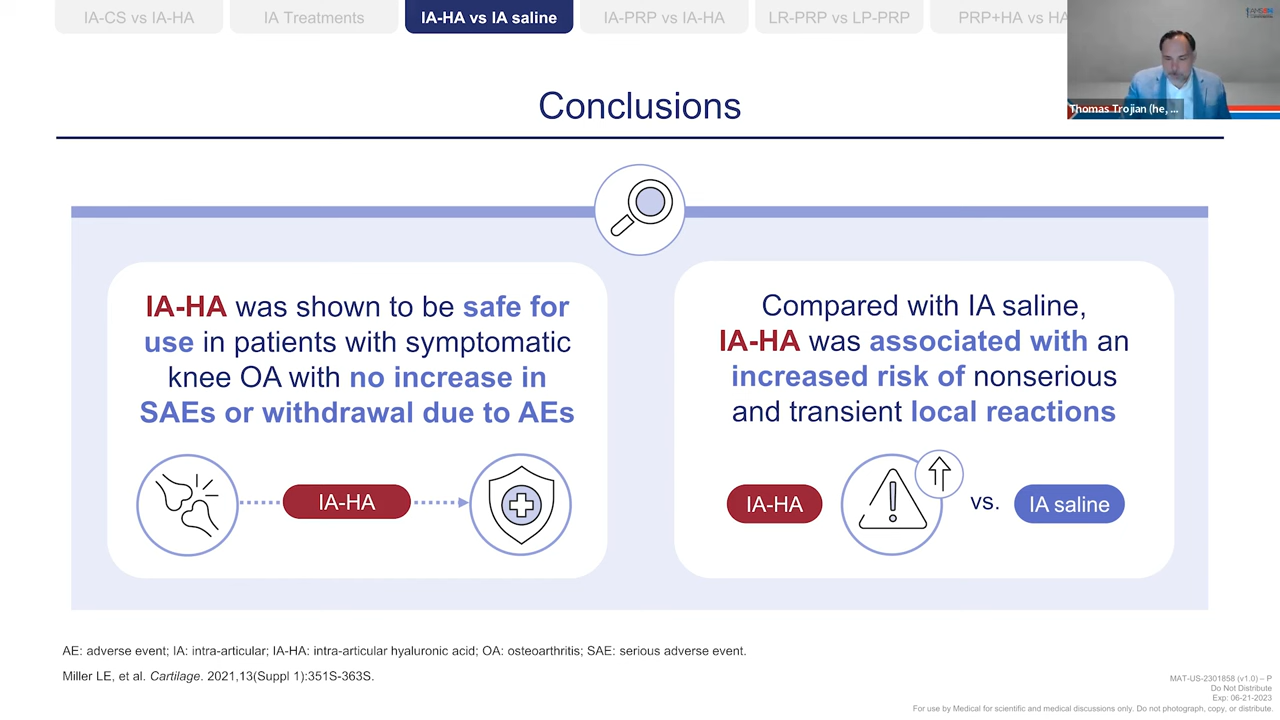 IA-CS vs IA-HA
IA Treatments
IA-HA vs IA saline
IA-PRP vs IA-HA
LR-PRP vs LP-PRP
PRP+HA vs HA
Thomas Trojian (he, ...
Conclusions
IA-HA was shown to be safe for
use in patients with symptomatic
knee OA with no increase in
SAEs or withdrawal due to AEs
IA-HA
Compared with IA saline,
IA-HA was associated with an
increased risk of nonserious
and transient local reactions
IA-HA
vs.
IA saline
AE: adverse event; IA: intra-articular; IA-HA: intra-articular hyaluronic acid; OA: osteoarthritis; SAE: serious adverse event.
Miller LE, et al. Cartilage. 2021,13(Suppl 1):351S-363S.
MAT-US-2301858 (v1.0) – P
Do Not Distribute
Exp: 06-21-2023
For use by Medical for scientific and medical discussions only. Do not photograph, copy, or distribute.